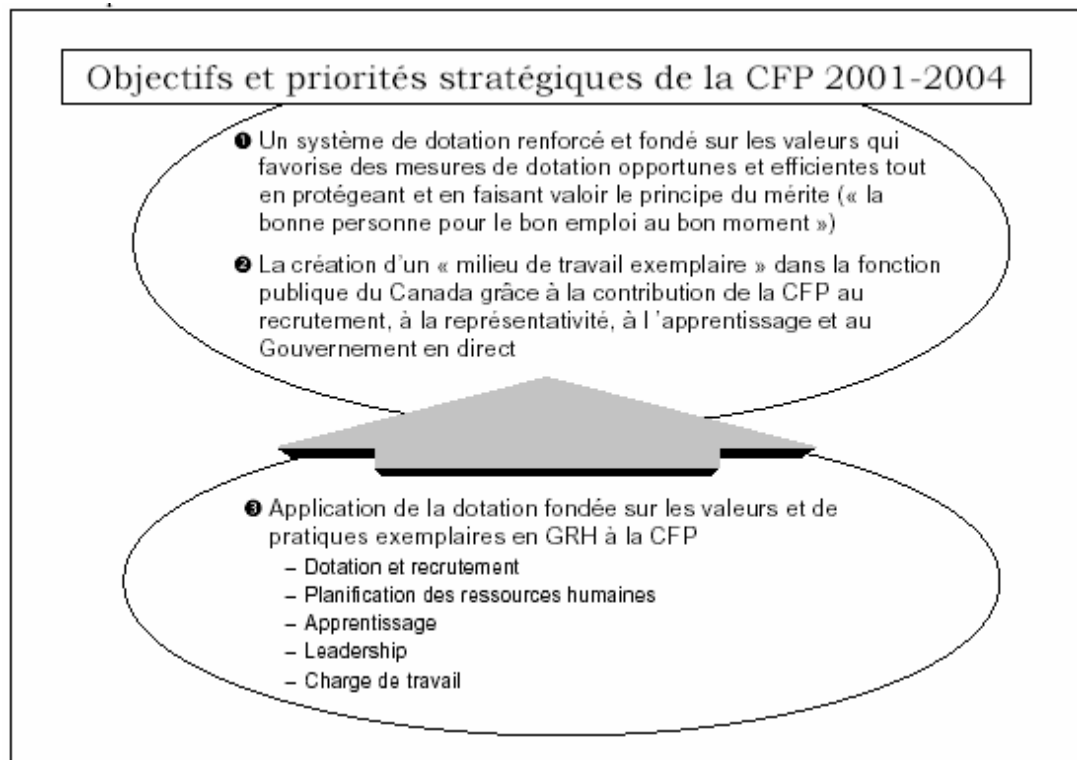 Objectifs et priorités stratégiques de la CFP 2001-2004
❶ Un système de dotation renforcé et fondé sur les valeurs qui
favorise des mesures de dotation opportunes et efficientes tout
en protégeant et en faisant valoir le principe du mérite (« la
bonne personne pour le bon emploi au bon moment »)
❷ La création d'un « milieu de travail exemplaire » dans la fonction
publique du Canada grâce à la contribution de la CFP au
recrutement, à la représentativité, à l 'apprentissage et au
Gouvernement en direct
❸ Application de la dotation fondée sur les valeurs et de
pratiques exemplaires en GRH à la CFP
– Dotation et recrutement
– Planification des ressources humaines
– Apprentissage
– Leadership
– Charge de travail